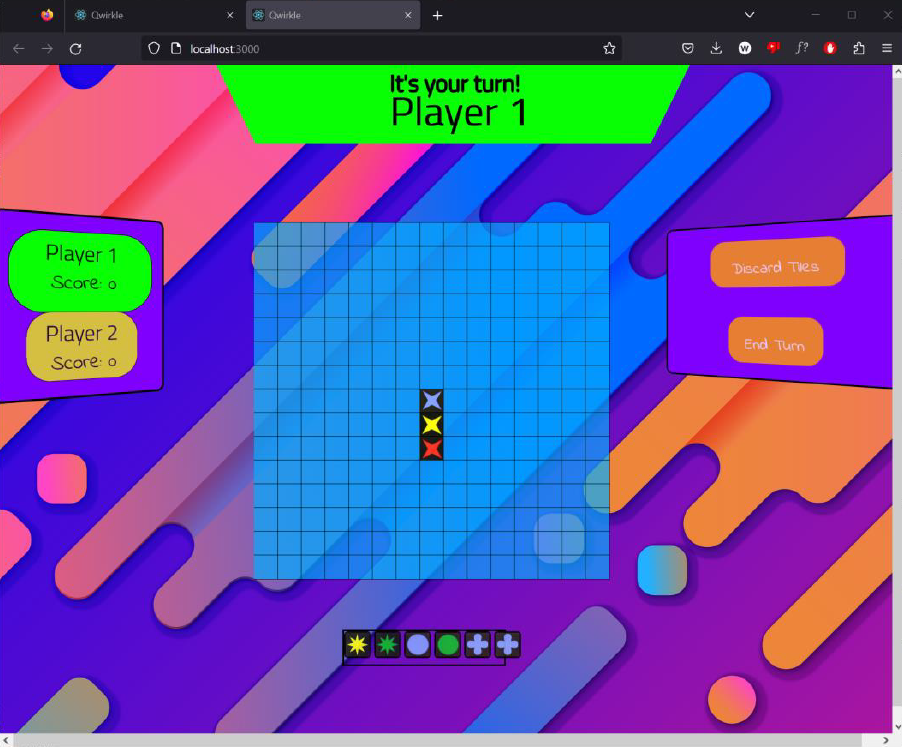 Qwirkle
Qwirkle
localhost:3000
It's your turn!
Player 1
Player 1
Score: 0
Player 2
Score: 0
Discard Tiles
End Turn